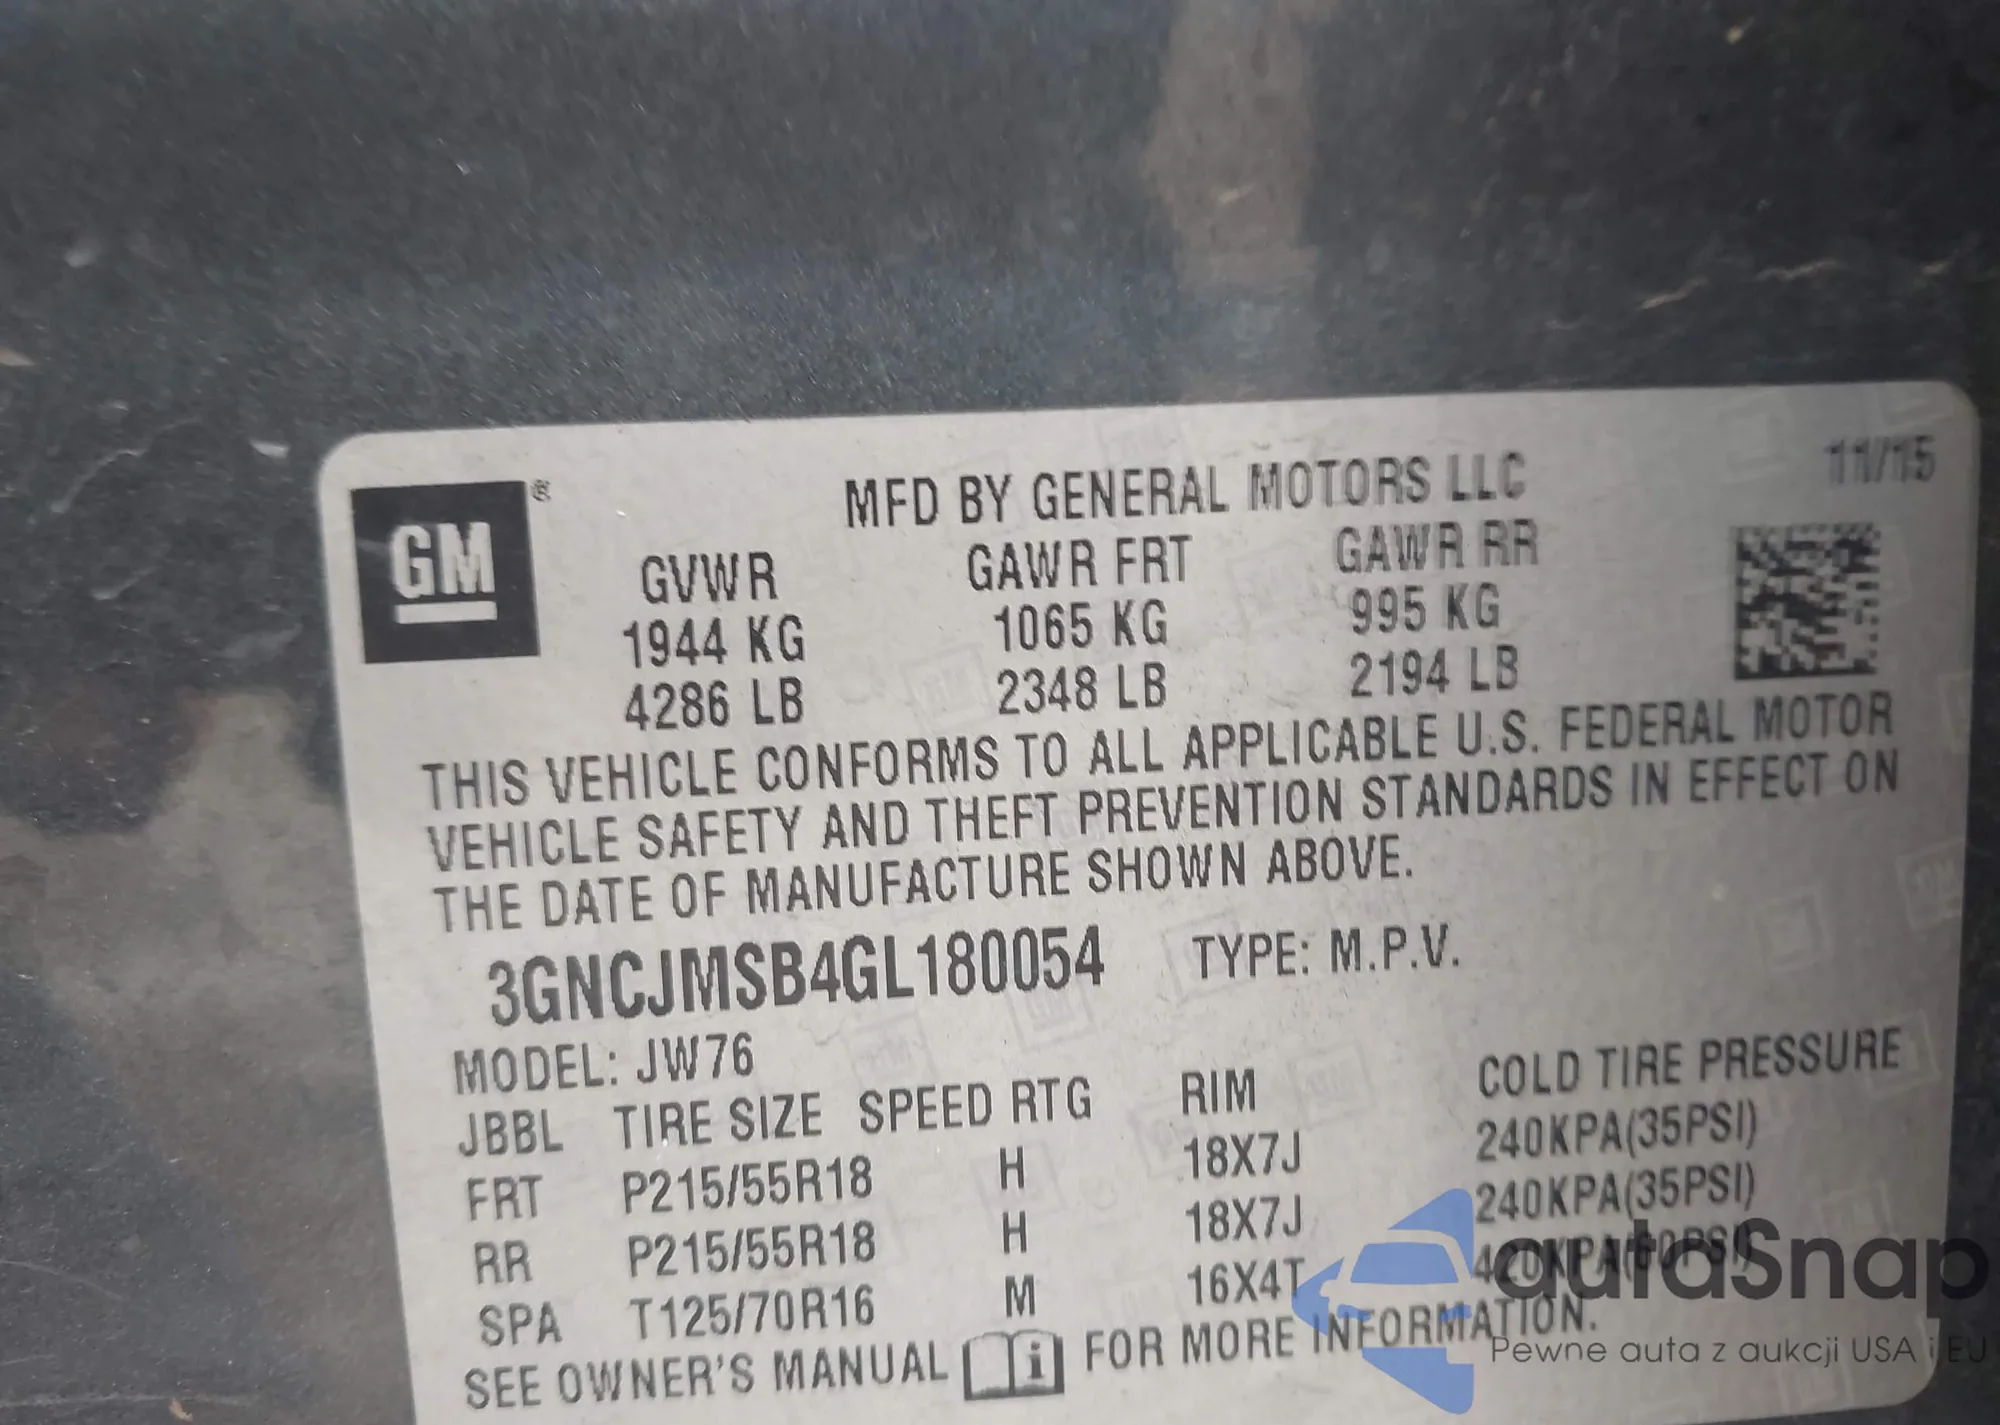 GM ®
MFD BY GENERAL MOTORS LLC 11/15
GVWR GAWR FRT GAWR RR
1944 KG 1065 KG 995 KG
4286 LB 2348 LB 2194 LB
THIS VEHICLE CONFORMS TO ALL APPLICABLE U.S. FEDERAL MOTOR
VEHICLE SAFETY AND THEFT PREVENTION STANDARDS IN EFFECT ON
THE DATE OF MANUFACTURE SHOWN ABOVE.
3GNCJMSB4GL180054 TYPE: M.P.V.
MODEL: JW76
JBBL TIRE SIZE SPEED RTG RIM COLD TIRE PRESSURE
FRT P215/55R18 H 18X7J 240KPA(35PSI)
RR P215/55R18 H 18X7J 240KPA(35PSI)
SPA T125/70R16 M 16X4T 420KPA(60PSI)
SEE OWNER'S MANUAL i FOR MORE INFORMATION.
autaSnap
Pewne auta z aukcji USA i EU